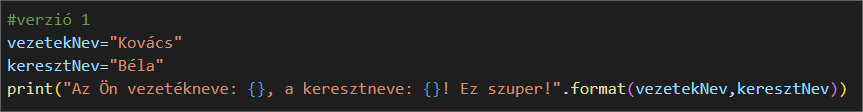 #verzió 1
vezetekNev="Kovács"
keresztNev="Béla"
print("Az Ön vezetékneve: {}, a keresztneve: {}! Ez szuper!".format(vezetekNev,keresztNev))